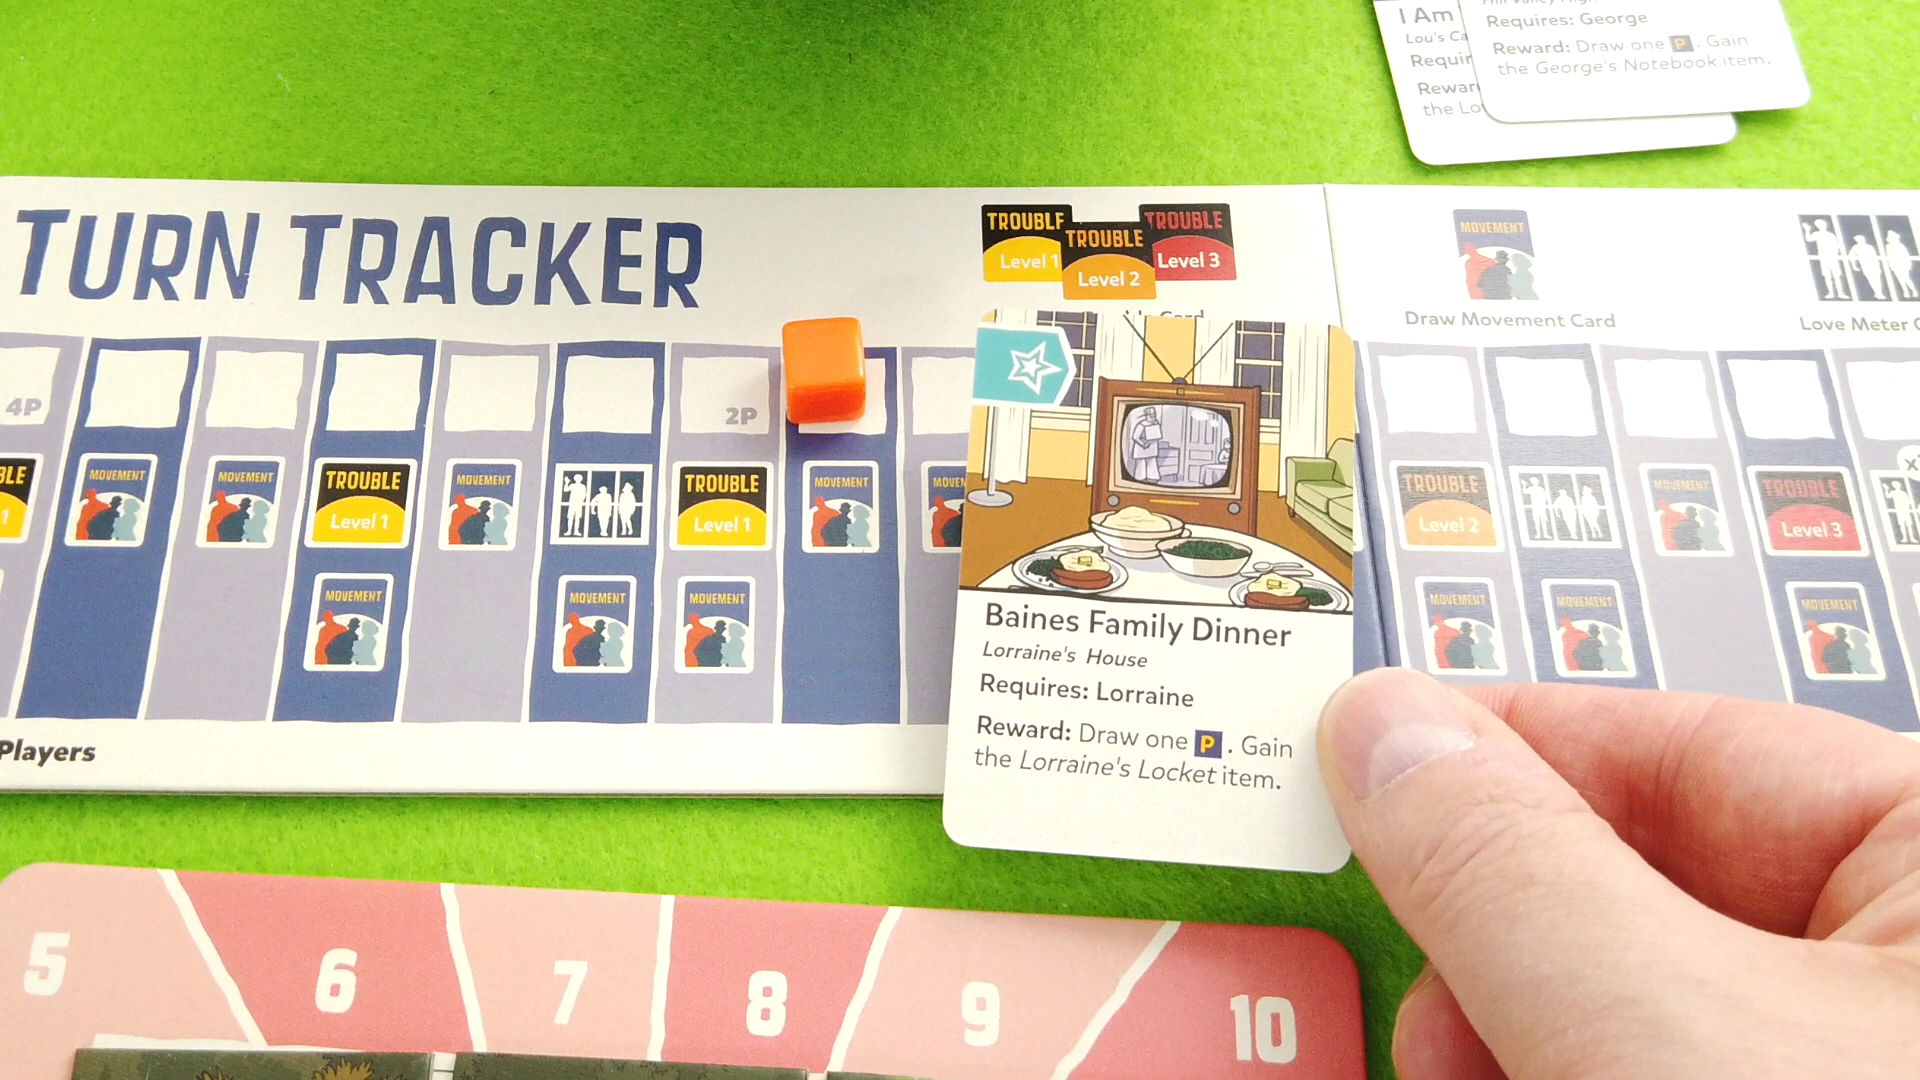 I Am
Lou's Ca
Requir
Rewar
the Lo
Requires: George
Reward: Draw one P. Gain
the George's Notebook item.
TURN TRACKER
TROUBLE
Level 1
TROUBLE
Level 2
TROUBLE
Level 3
MOVEMENT
Draw Movement Card
Love Meter
4P
2P
BLE
1
MOVEMENT
MOVEMENT
TROUBLE
Level 1
MOVEMENT
MOVEMENT
TROUBLE
Level 1
MOVEMENT
MOVEMENT
MOVEMENT
MOVEM
TROUBLE
Level 2
MOVEMENT
MOVEMENT
MOVEMENT
TROUBLE
Level 3
MOVEMENT
Players
Baines Family Dinner
Lorraine's House
Requires: Lorraine
Reward: Draw one P. Gain
the Lorraine's Locket item.
5
6
7
8
9
10